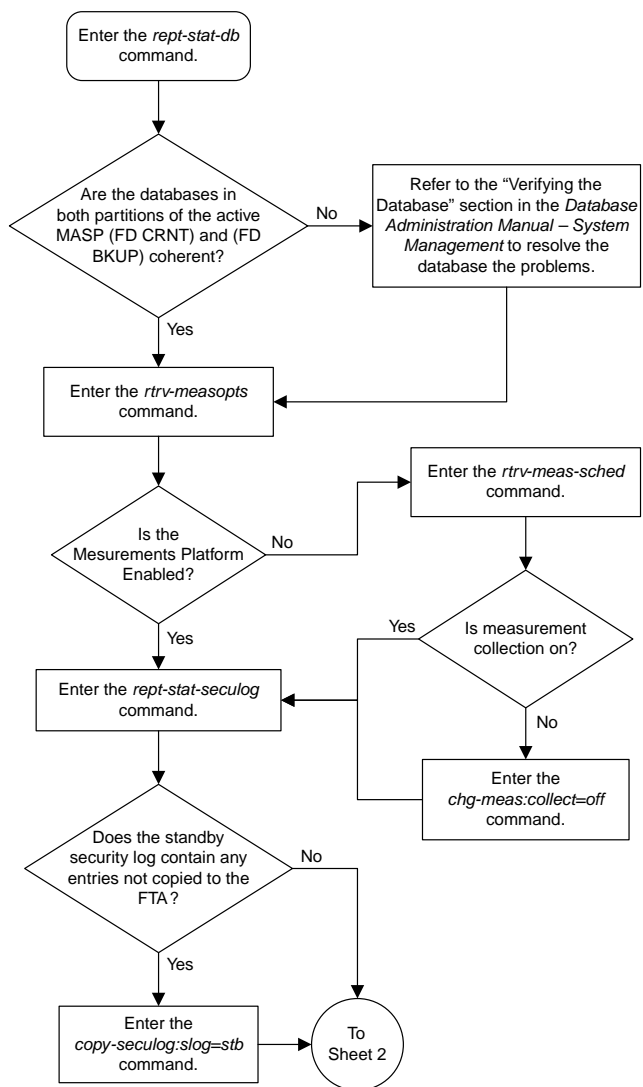 Enter the rept-stat-db
command.
Are the databases in
both partitions of the active
MASP (FD CRNT) and (FD
BKUP) coherent?
No
Refer to the “Verifying the
Database” section in the Database
Administration Manual – System
Management to resolve the
database the problems.
Yes
Enter the rtrv-measopts
command.
Is the
Mesurements Platform
Enabled?
No
Enter the rtrv-meas-sched
command.
Yes
Is measurement
collection on?
Yes
No
Enter the
chg-meas:collect=off
command.
Enter the rept-stat-seculog
command.
Does the standby
security log contain any
entries not copied to the
FTA?
No
Yes
Enter the
copy-seculog:slog=stb
command.
To
Sheet 2